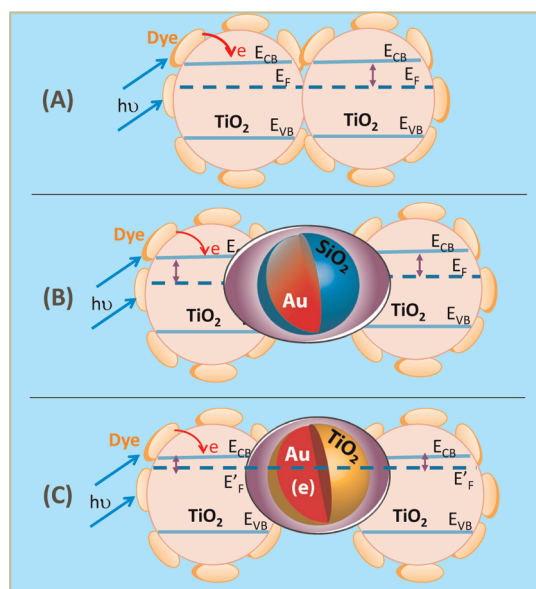 Dye
e
E_CB
E_CB
E_F
E_F
(A)
hυ
TiO₂
E_VB
TiO₂
E_VB
Dye
e
E_CB
SiO₂
E_F
(B)
hυ
Au
TiO₂
TiO₂
E_VB
Dye
e
E_CB
Au
TiO₂
E_CB
(C)
hυ
E'_F
(e)
E'_F
TiO₂
E_VB
TiO₂
E_VB